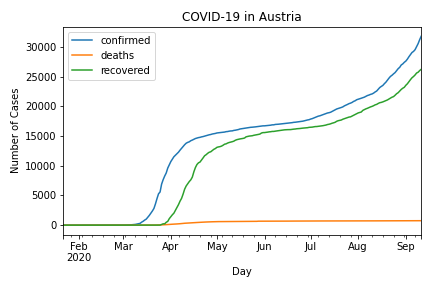 COVID-19 in Austria
confirmed
deaths
recovered
Number of Cases
30000
25000
20000
15000
10000
5000
0
Feb Mar Apr May Jun Jul Aug Sep
2020
Day